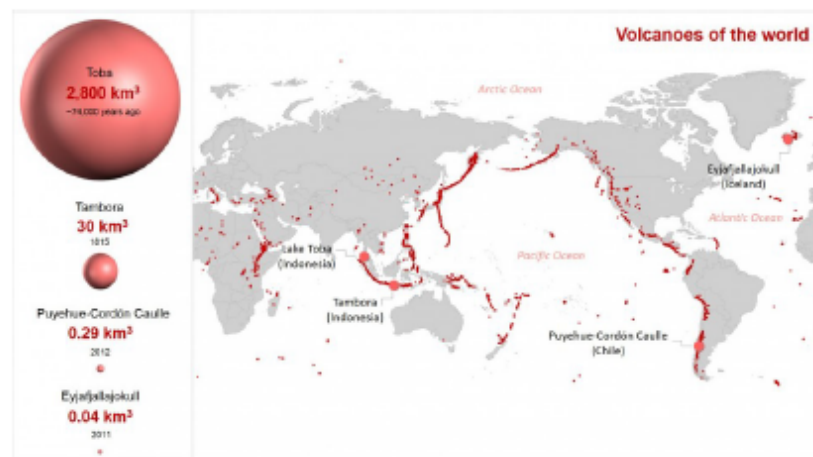 Toba
2,800 km³
~74,000 years ago
Tambora
30 km³
1815
Puyehue-Cordón Caulle
0.29 km³
2012
Eyjafjallajokull
0.04 km³
2011
Volcanoes of the world
Arctic Ocean
Eyjafjallajokull
(Iceland)
Atlantic Ocean
Lake Toba
(Indonesia)
Pacific Ocean
Tambora
(Indonesia)
Puyehue-Cordón Caulle
(Chile)